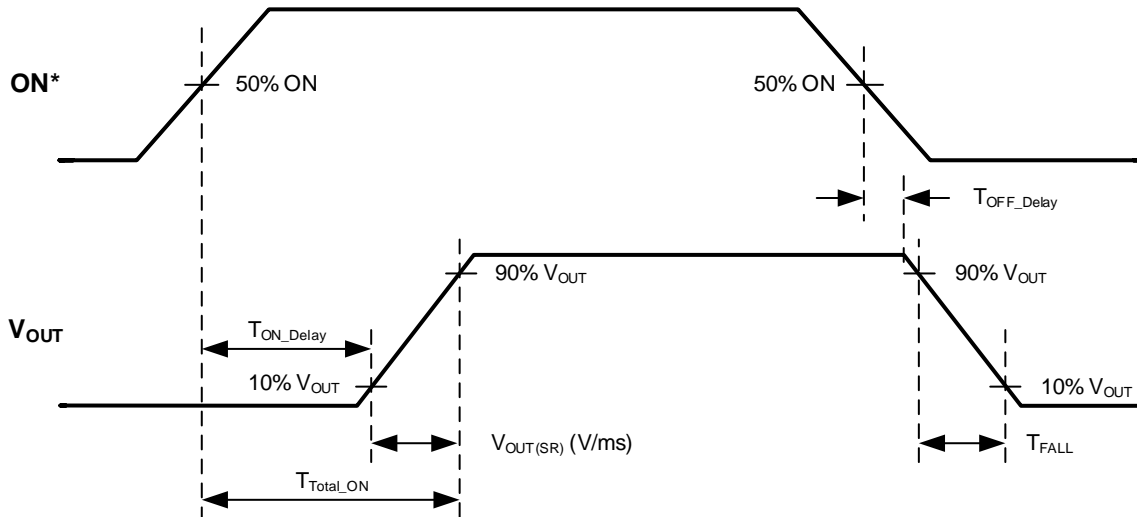 ON*
50% ON
50% ON
TOFF_Delay
90% VOUT
90% VOUT
VOUT
TON_Delay
10% VOUT
10% VOUT
VOUT(SR) (V/ms)
TFALL
TTotal_ON